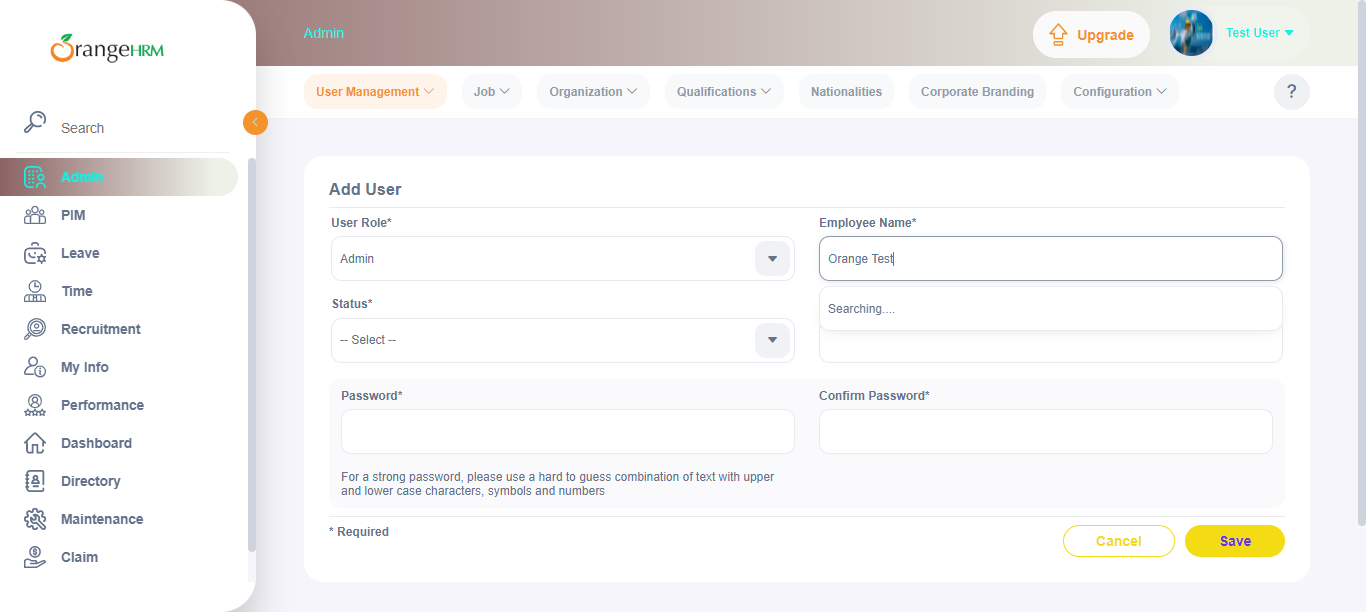 OrangeHRM
Admin
Upgrade
Test User
User Management
Job
Organization
Qualifications
Nationalities
Corporate Branding
Configuration
?
Search
Admin
PIM
Leave
Time
Recruitment
My Info
Performance
Dashboard
Directory
Maintenance
Claim
Add User
User Role*
Admin
Employee Name*
Orange Test
Searching....
Status*
-- Select --
Password*
Confirm Password*
For a strong password, please use a hard to guess combination of text with upper
and lower case characters, symbols and numbers
* Required
Cancel
Save